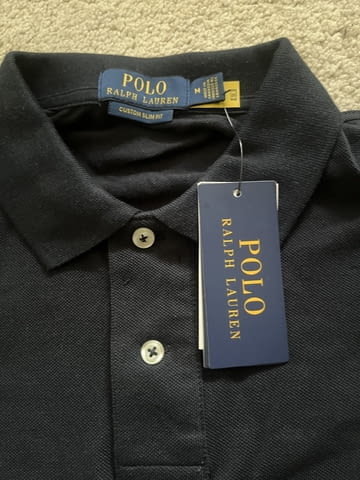 POLO
RALPH LAUREN
CUSTOM SLIM FIT
M
POLO
RALPH LAUREN